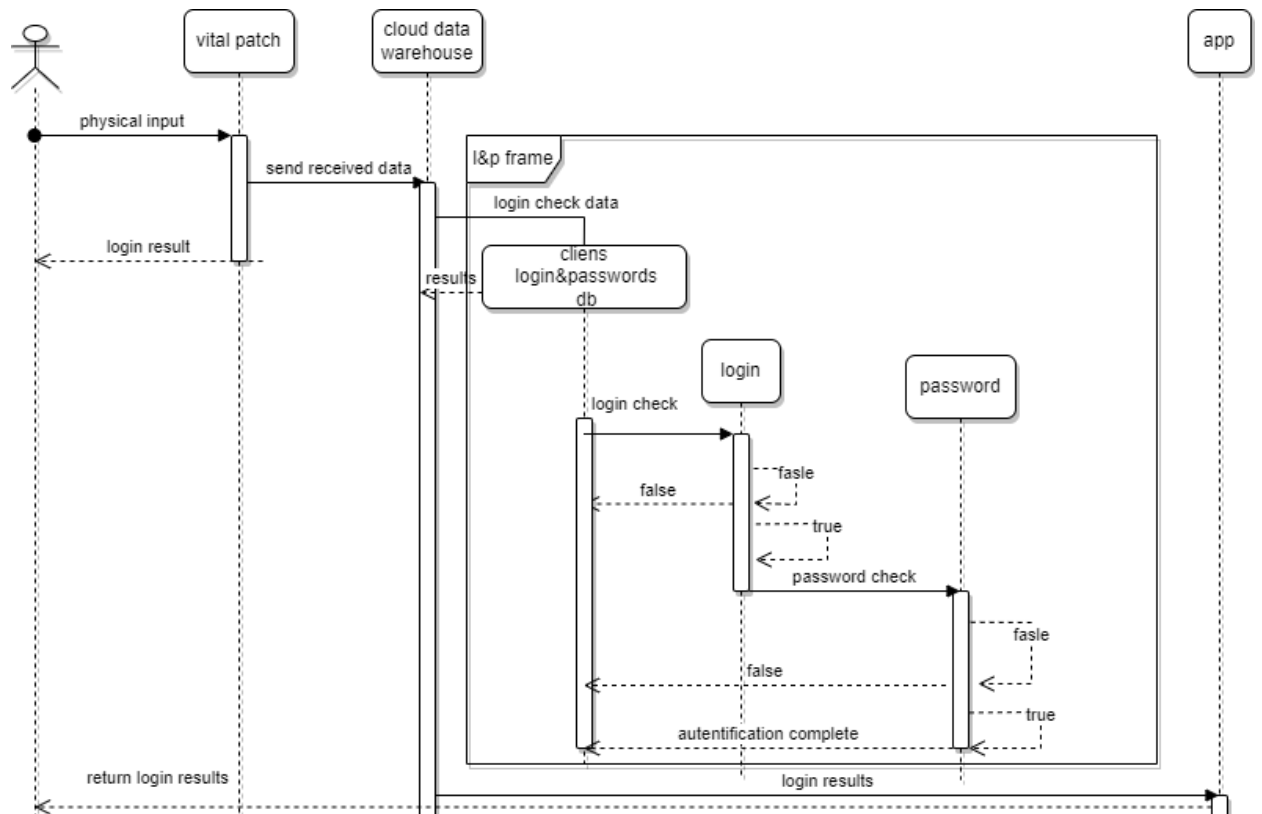 vital patch
cloud data
warehouse
app
physical input
l&p frame
send received data
login check data
login result
cliens
login&passwords
db
results
login
password
login check
fasle
false
true
password check
fasle
false
true
autentification complete
return login results
login results